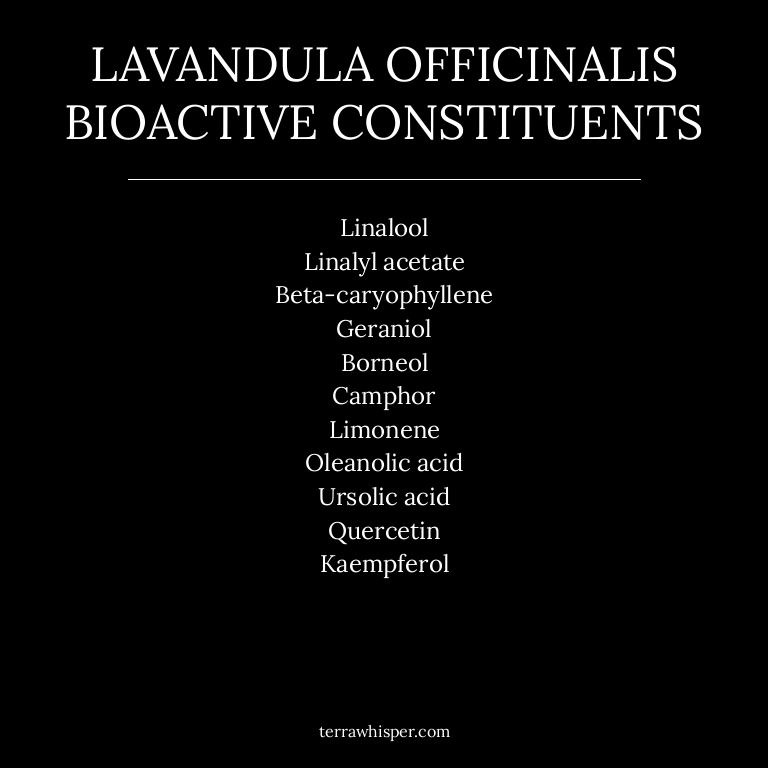 LAVANDULA OFFICINALIS
BIOACTIVE CONSTITUENTS
Linalool
Linalyl acetate
Beta-caryophyllene
Geraniol
Borneol
Camphor
Limonene
Oleanolic acid
Ursolic acid
Quercetin
Kaempferol
terrawhisper.com